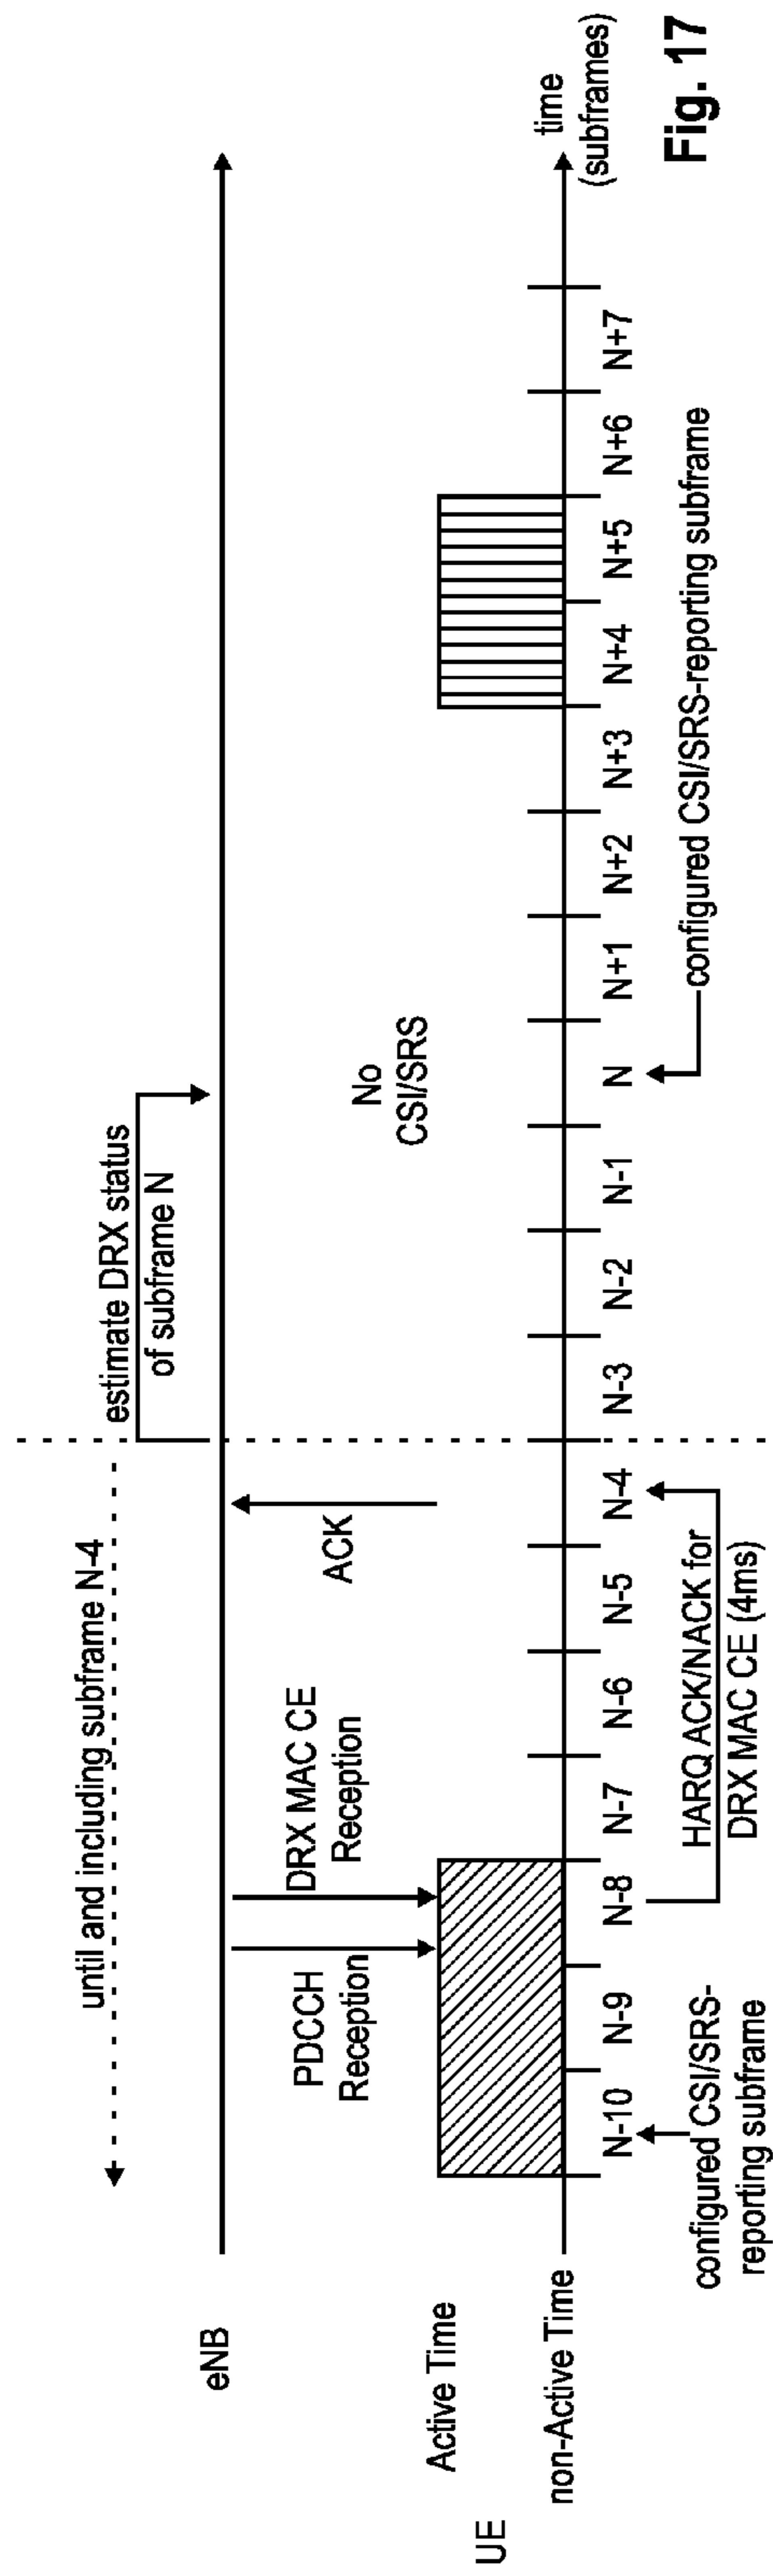 until and including subframe N-4
estimate DRX status
of subframe N
eNB
PDCCH
Reception
DRX MAC CE
Reception
ACK
No
CSI/SRS
UE
Active Time
non-Active Time
time
(subframes)
N-10
N-9
N-8
N-7
N-6
N-5
N-4
N-3
N-2
N-1
N
N+1
N+2
N+3
N+4
N+5
N+6
N+7
configured CSI/SRS-
reporting subframe
HARQ ACK/NACK for
DRX MAC CE (4ms)
configured CSI/SRS-reporting subframe
Fig. 17